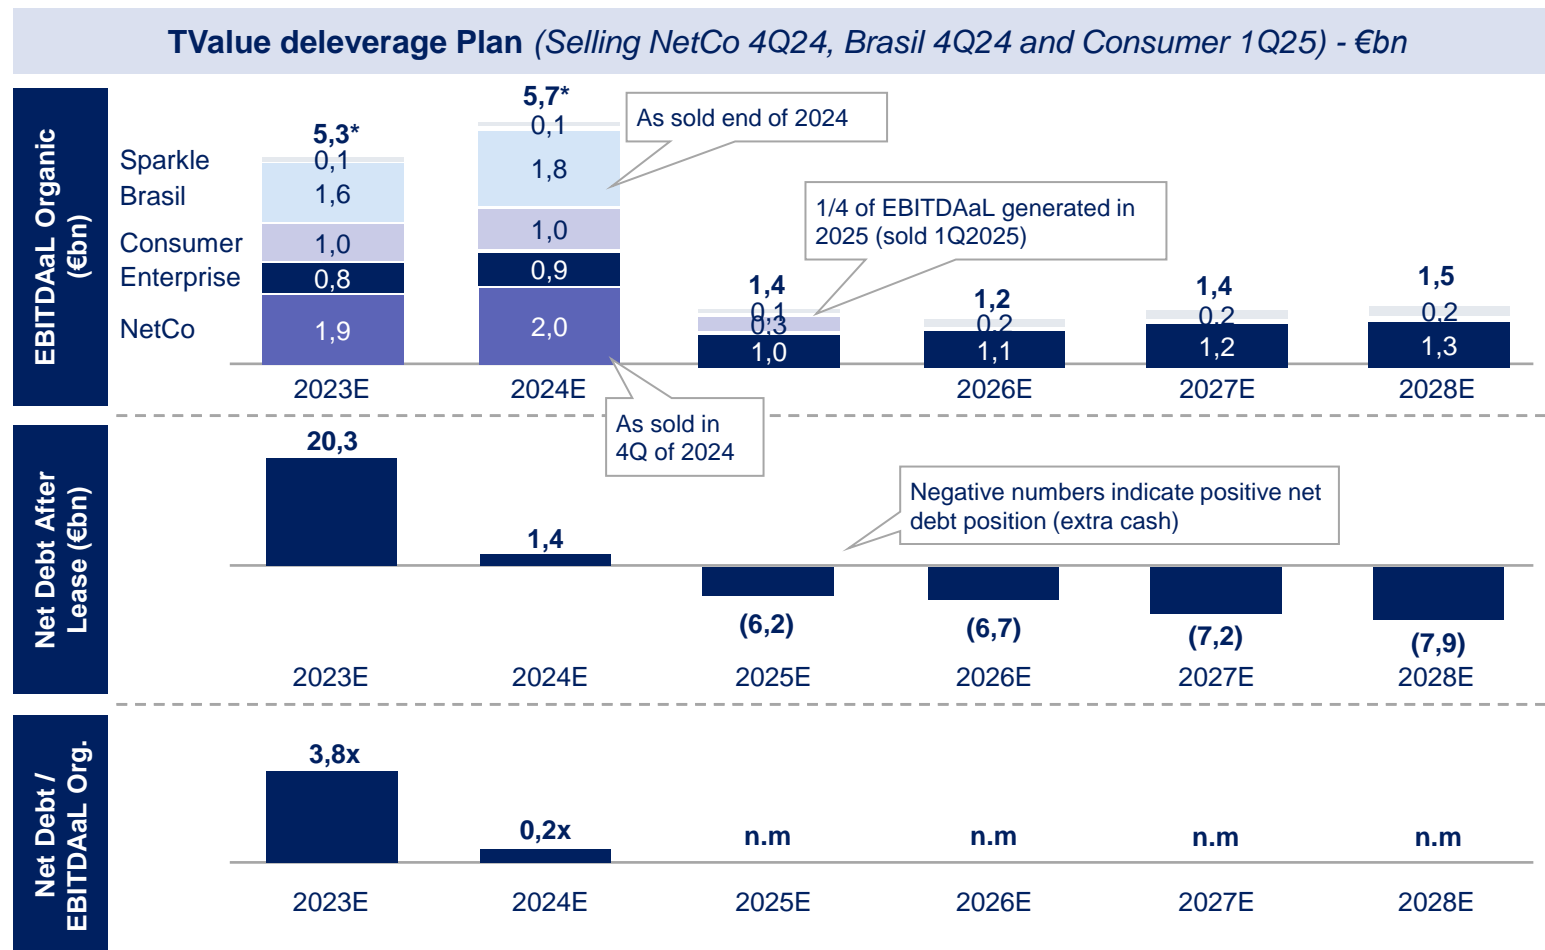 TValue deleverage Plan (Selling NetCo 4Q24, Brasil 4Q24 and Consumer 1Q25) - €bn
EBITDAaL Organic
(€bn)
Sparkle
Brasil
Consumer
Enterprise
NetCo
5,3*
0,1
1,6
1,0
0,8
1,9
5,7*
0,1
1,8
1,0
0,9
2,0
As sold end of 2024
1/4 of EBITDAaL generated in
2025 (sold 1Q2025)
1,4
0,1
0,3
1,0
1,2
0,2
1,1
1,4
0,2
1,2
1,5
0,2
1,3
2023E
2024E
2026E
2027E
2028E
As sold in
4Q of 2024
Net Debt After
Lease (€bn)
20,3
1,4
Negative numbers indicate positive net
debt position (extra cash)
(6,2)
(6,7)
(7,2)
(7,9)
2023E
2024E
2025E
2026E
2027E
2028E
Net Debt /
EBITDAaL Org.
3,8x
0,2x
n.m
n.m
n.m
n.m
2023E
2024E
2025E
2026E
2027E
2028E